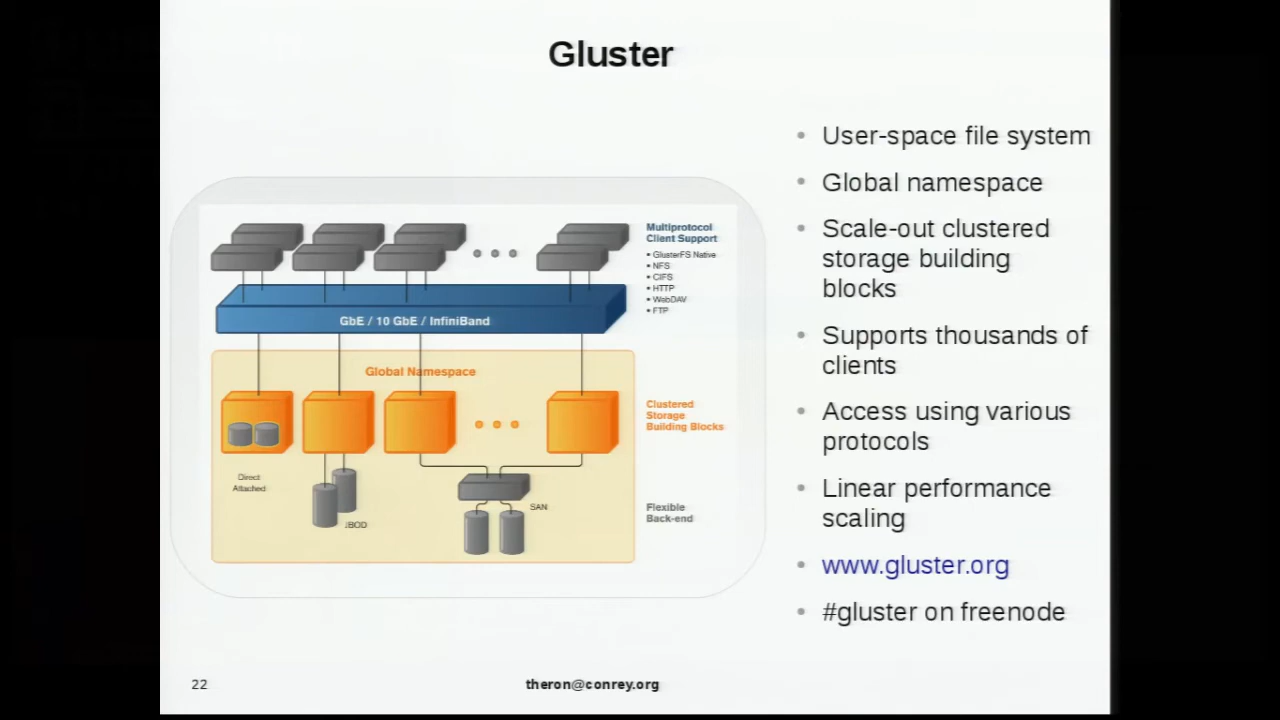 Gluster
Multiprotocol
Client Support
• GlusterFS Native
• NFS
• CIFS
• HTTP
• WebDAV
• FTP
GbE / 10 GbE / InfiniBand
Global Namespace
Clustered
Storage
Building Blocks
Direct
Attached
JBOD
SAN
Flexible
Back-end
• User-space file system
• Global namespace
• Scale-out clustered
storage building
blocks
• Supports thousands of
clients
• Access using various
protocols
• Linear performance
scaling
• www.gluster.org
• #gluster on freenode
22
theron@conrey.org